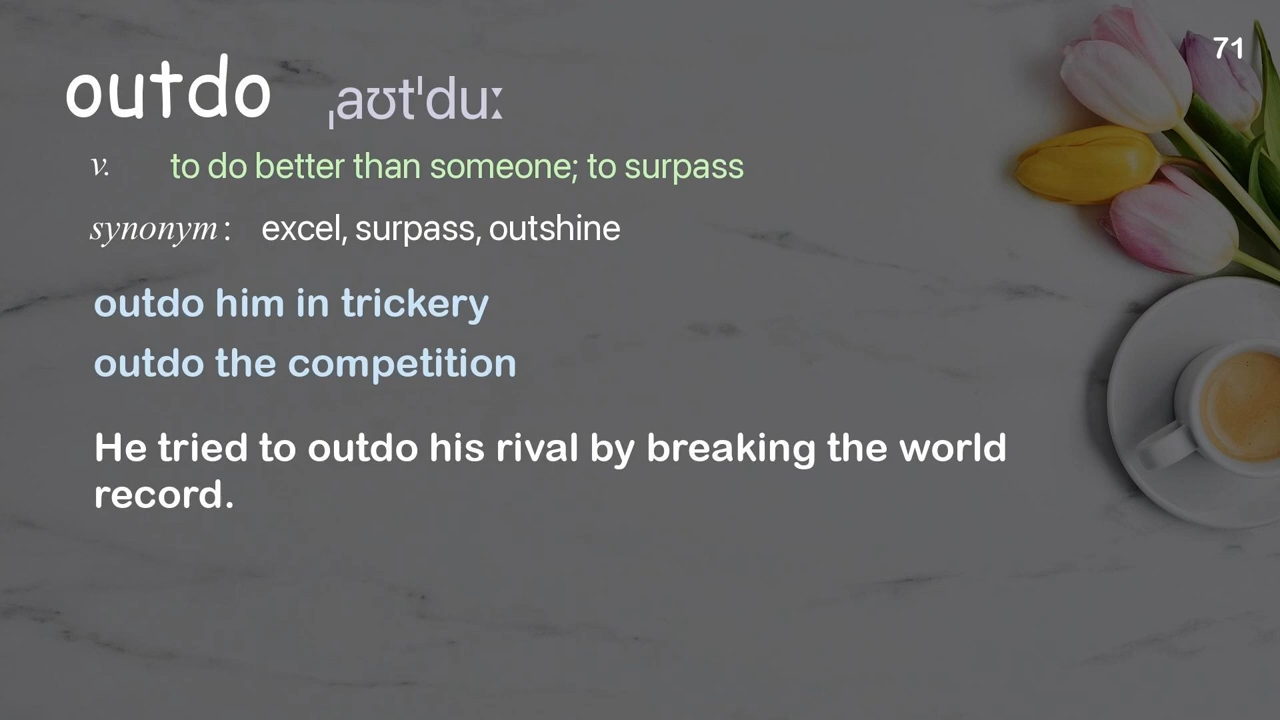 71
outdo ˌaʊtˈduː
v. to do better than someone; to surpass
synonym: excel, surpass, outshine
outdo him in trickery
outdo the competition
He tried to outdo his rival by breaking the world
record.